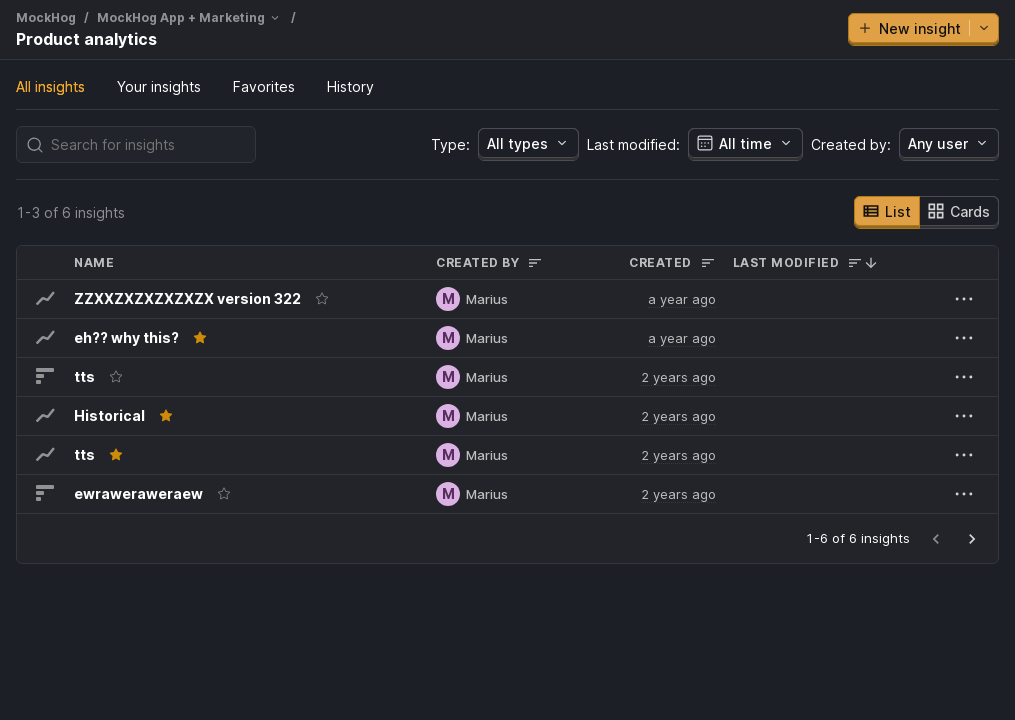 MockHog / MockHog App + Marketing /
Product analytics
New insight
All insights Your insights Favorites History
Search for insights Type: All types Last modified: All time Created by: Any user
1-3 of 6 insights List Cards
NAME CREATED BY CREATED LAST MODIFIED
ZZXXZXZXZXZXZX version 322 M Marius a year ago
eh?? why this? M Marius a year ago
tts M Marius 2 years ago
Historical M Marius 2 years ago
tts M Marius 2 years ago
ewraweraweraew M Marius 2 years ago
1-6 of 6 insights